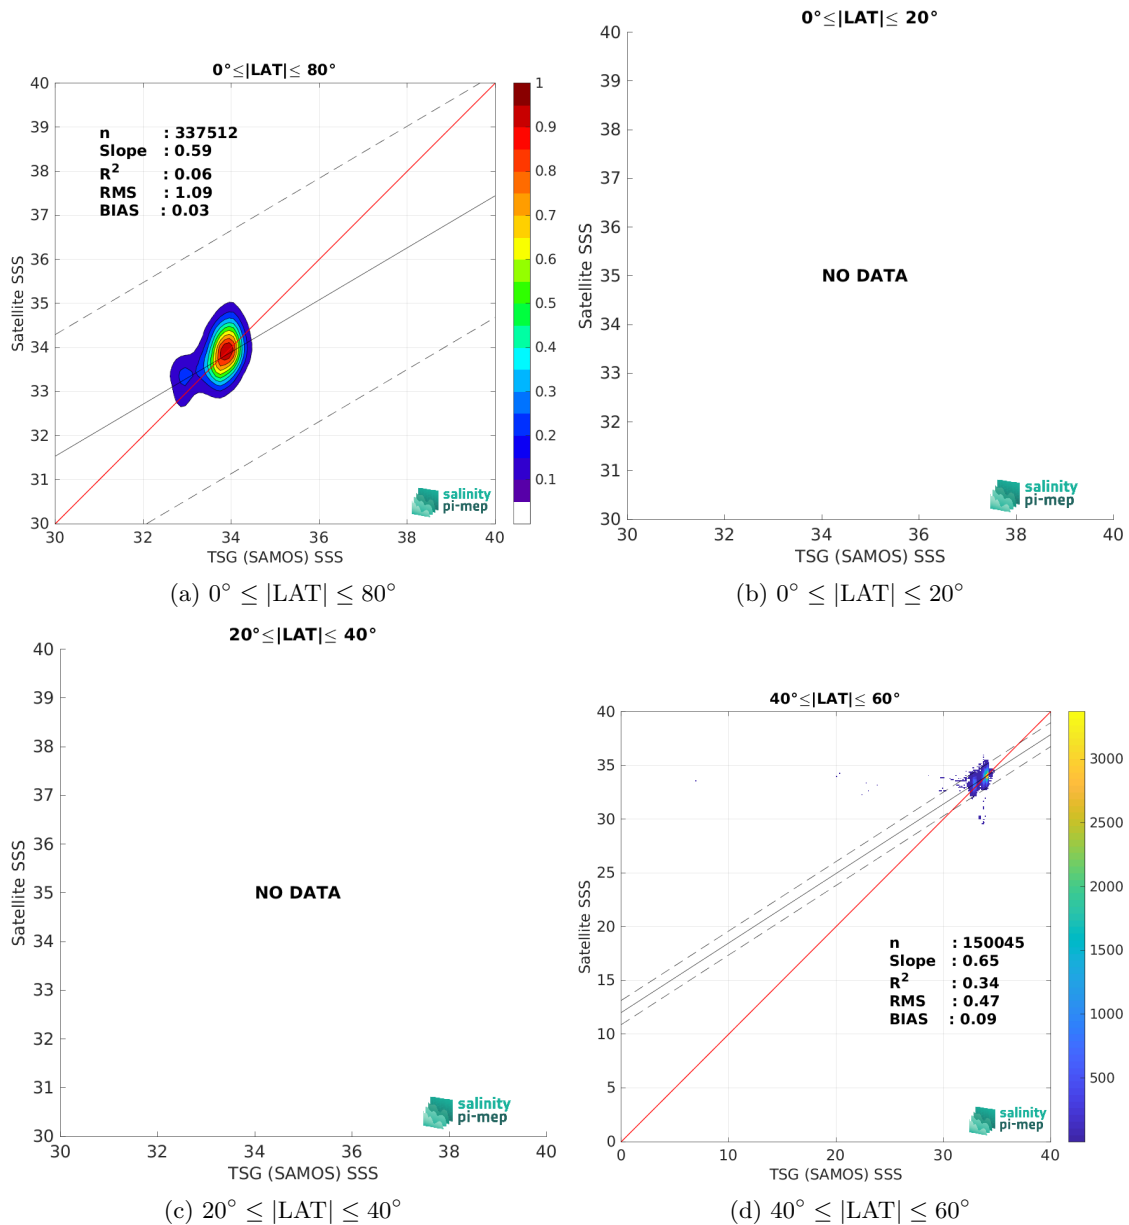 0°≤|LAT|≤ 80°
40
39
38
37
36
35
34
33
32
31
30
Satellite SSS
n : 337512
Slope : 0.59
R² : 0.06
RMS : 1.09
BIAS : 0.03
salinity
pi-mep
30 32 34 36 38 40
TSG (SAMOS) SSS
1
0.9
0.8
0.7
0.6
0.5
0.4
0.3
0.2
0.1
(a) 0° ≤ |LAT| ≤ 80°
0°≤|LAT|≤ 20°
40
39
38
37
36
35
34
33
32
31
30
Satellite SSS
NO DATA
salinity
pi-mep
30 32 34 36 38 40
TSG (SAMOS) SSS
(b) 0° ≤ |LAT| ≤ 20°
20°≤|LAT|≤ 40°
40
39
38
37
36
35
34
33
32
31
30
Satellite SSS
NO DATA
salinity
pi-mep
30 32 34 36 38 40
TSG (SAMOS) SSS
(c) 20° ≤ |LAT| ≤ 40°
40°≤|LAT|≤ 60°
40
35
30
25
20
15
10
5
0
Satellite SSS
n : 150045
Slope : 0.65
R² : 0.34
RMS : 0.47
BIAS : 0.09
salinity
pi-mep
0 10 20 30 40
TSG (SAMOS) SSS
3000
2500
2000
1500
1000
500
(d) 40° ≤ |LAT| ≤ 60°